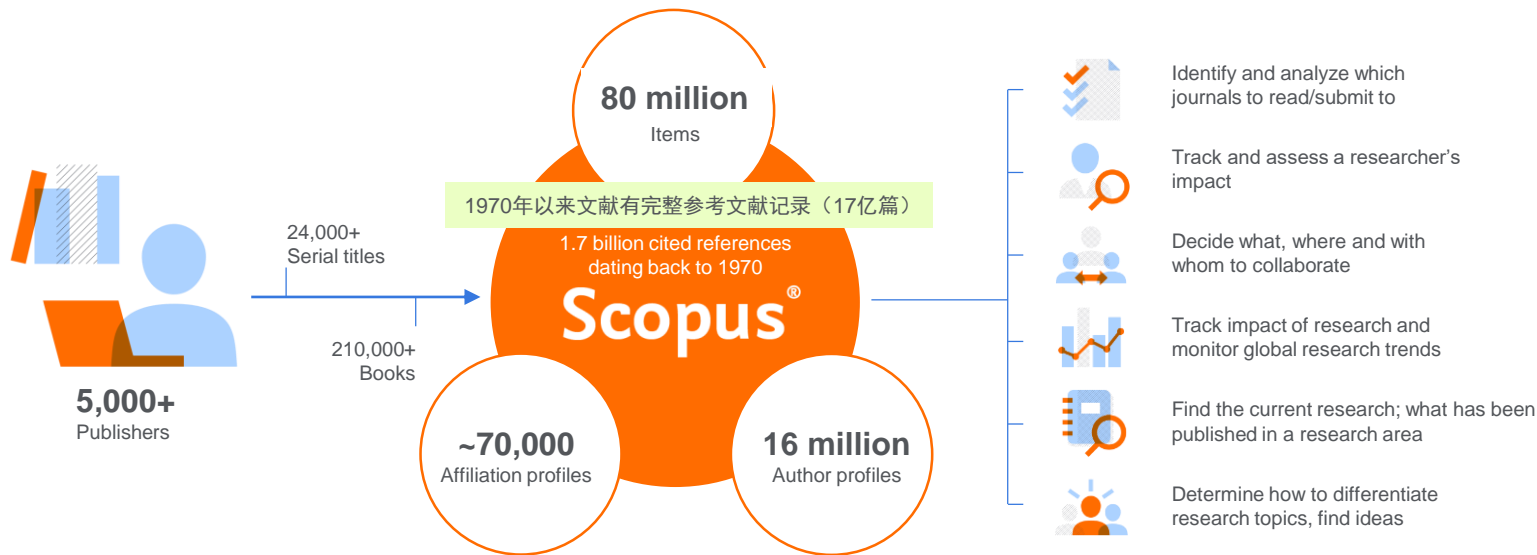 5,000+
Publishers
24,000+
Serial titles
210,000+
Books
80 million
Items
1970年以来文献有完整参考文献记录（17亿篇）
1.7 billion cited references
dating back to 1970
Scopus®
~70,000
Affiliation profiles
16 million
Author profiles
Identify and analyze which
journals to read/submit to
Track and assess a researcher's
impact
Decide what, where and with
whom to collaborate
Track impact of research and
monitor global research trends
Find the current research; what has been
published in a research area
Determine how to differentiate
research topics, find ideas